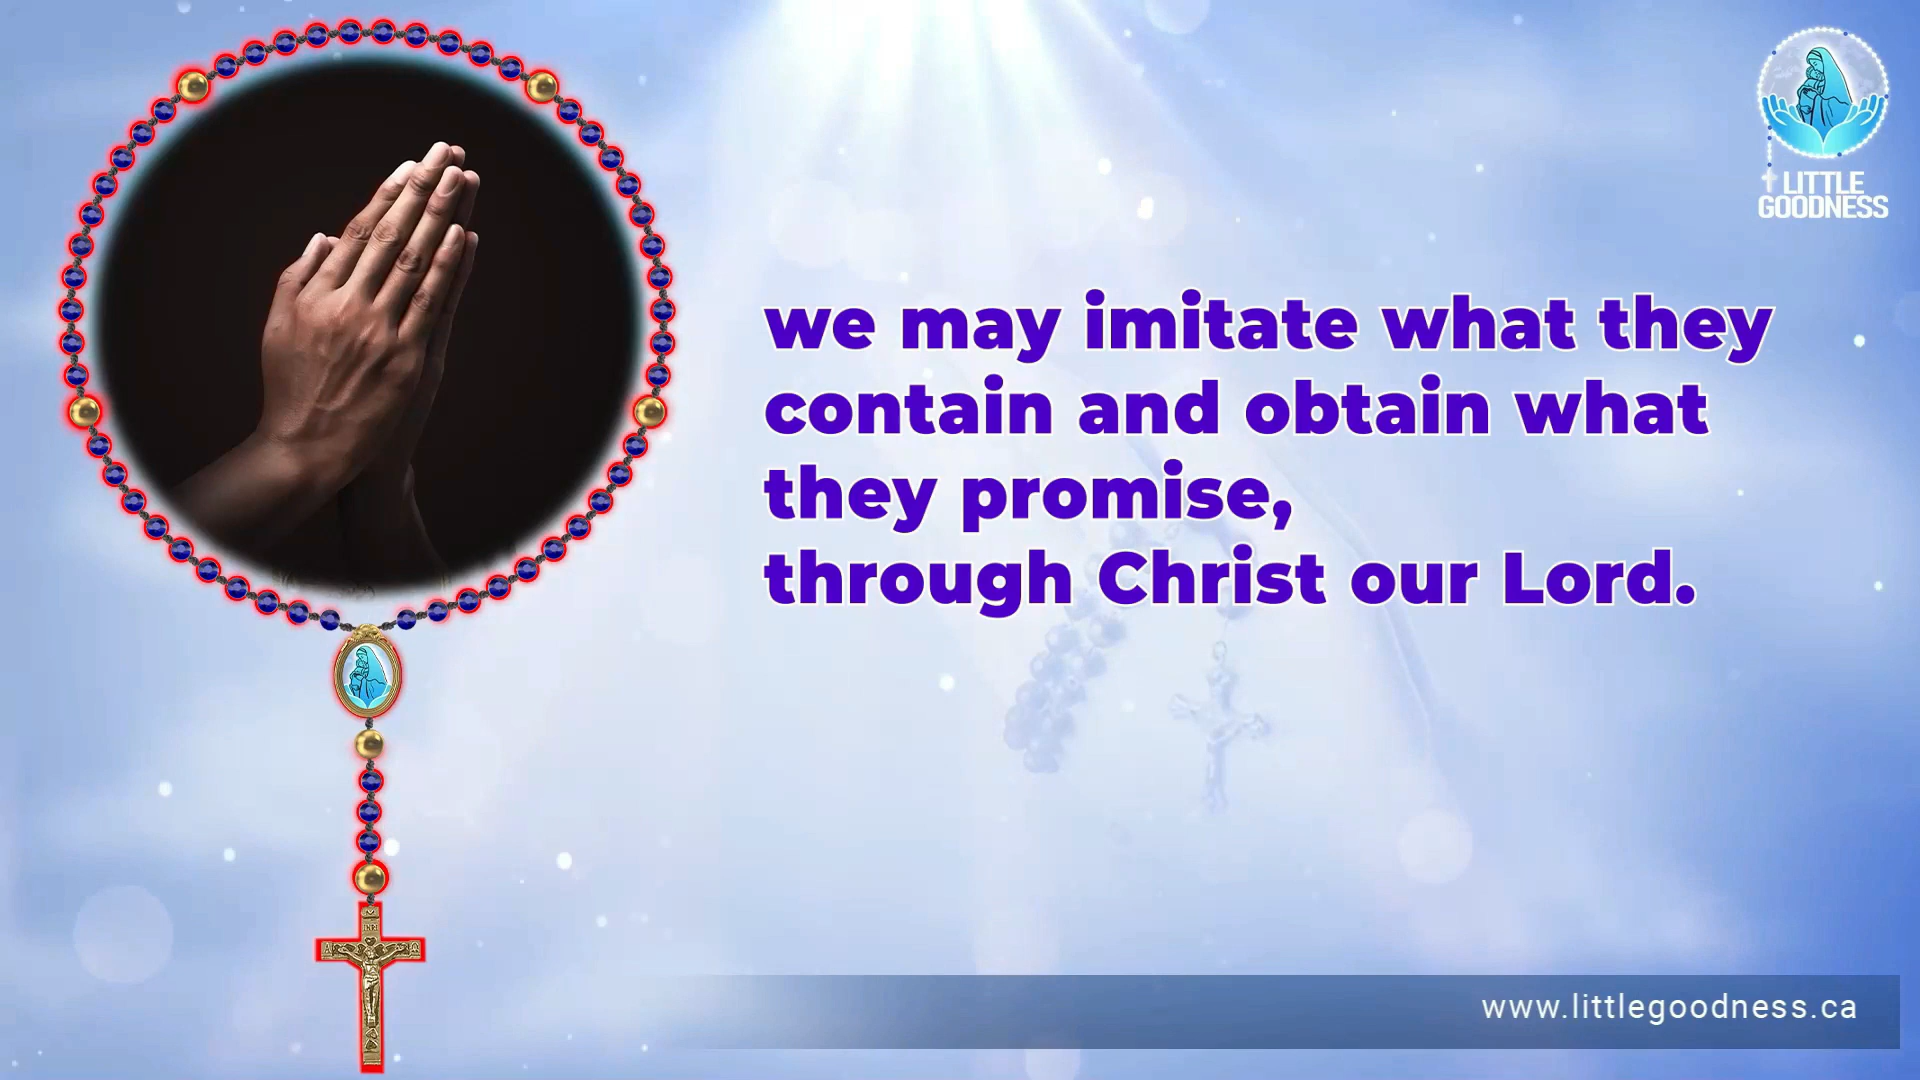 LITTLE
GOODNESS
we may imitate what they
contain and obtain what
they promise,
through Christ our Lord.
INRI
A Ω
www.littlegoodness.ca